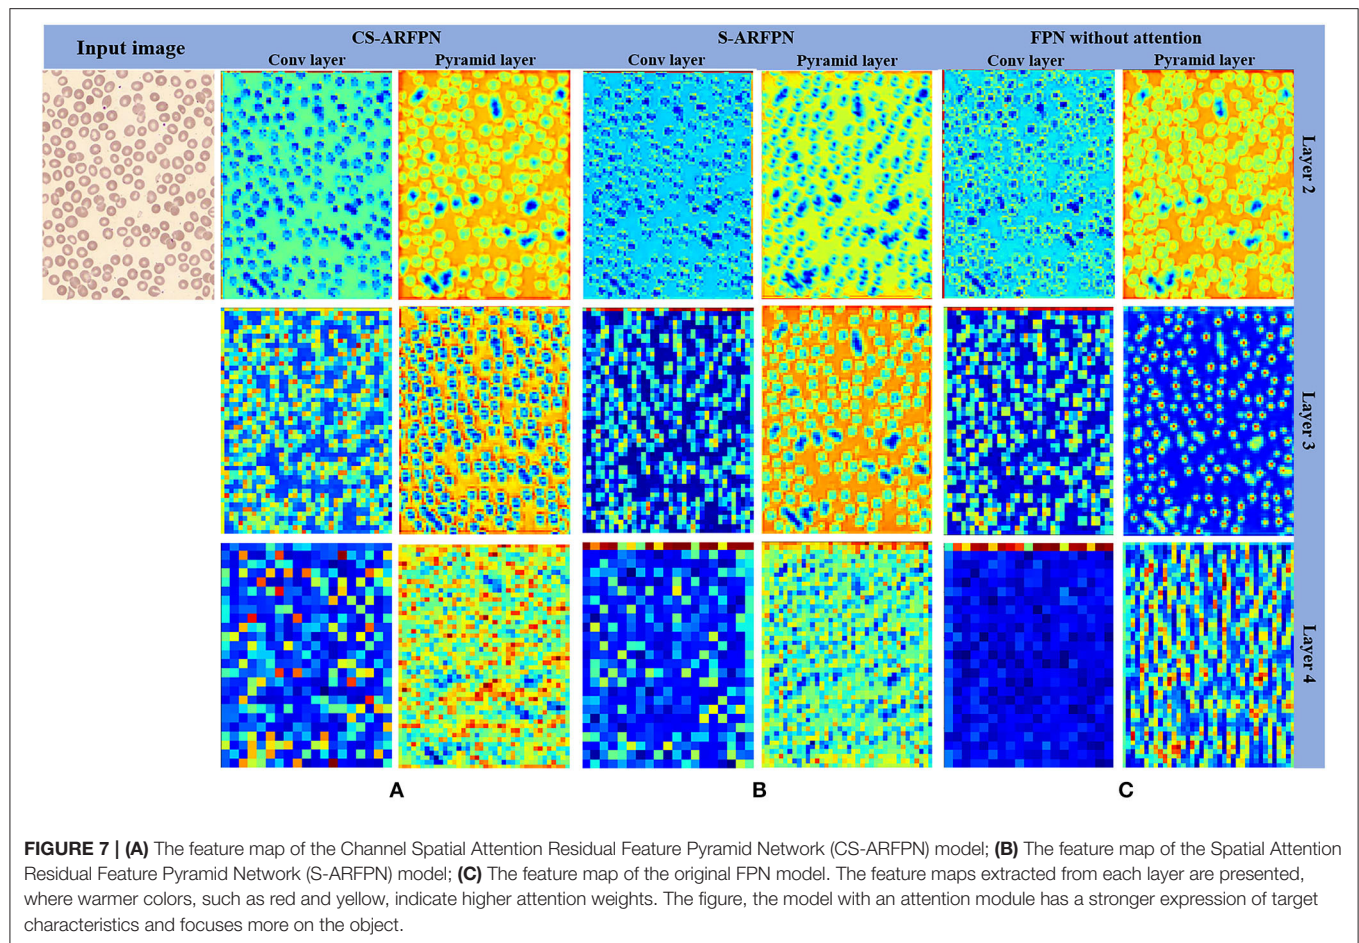 Input image
CS-ARFPN
S-ARFPN
FPN without attention
Conv layer
Pyramid layer
Conv layer
Pyramid layer
Conv layer
Pyramid layer
Layer 2
Layer 3
Layer 4
A
B
C
FIGURE 7 | (A) The feature map of the Channel Spatial Attention Residual Feature Pyramid Network (CS-ARFPN) model; (B) The feature map of the Spatial Attention
Residual Feature Pyramid Network (S-ARFPN) model; (C) The feature map of the original FPN model. The feature maps extracted from each layer are presented,
where warmer colors, such as red and yellow, indicate higher attention weights. The figure, the model with an attention module has a stronger expression of target
characteristics and focuses more on the object.